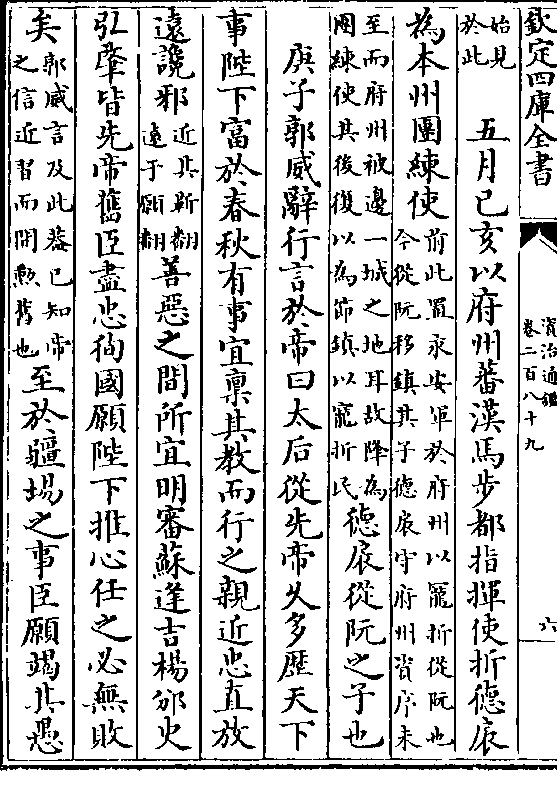 欽定四庫全書
資治通鑑
卷二百八十九
六
始見
於此
五月己亥以府州蕃漢馬步都指揮使折德扆
為本州團練使
前此置永安軍於府州以寵折從阮也
今從阮移鎮其子德扆守府州資序未
至而府州被邊一城之地耳故降為
團練使其後復以為節鎮以寵折氏
德扆從阮之子也
庚子郭威辭行言於帝曰太后從先帝久多歷天下
事陛下富於春秋有事宜禀其教而行之親近忠直放
遠讒邪
近其靳翻
遠于願翻
善惡之間所宜明審蘇逢吉楊邠史
弘肇皆先帝舊臣盡忠徇國願陛下推心任之必無敗
矣
郭威言及此葢已知帝
之信近習而間勲舊也
至於疆埸之事臣願竭其愚